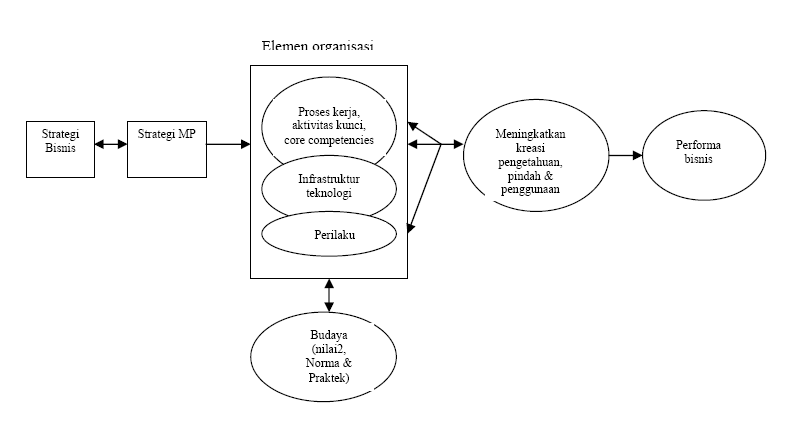 Elemen organisasi
Strategi
Bisnis
Strategi MP
Proses kerja,
aktivitas kunci,
core competencies
Infrastruktur
teknologi
Perilaku
Meningkatkan
kreasi
pengetahuan,
pindah &
penggunaan
Performa
bisnis
Budaya
(nilai2,
Norma &
Praktek)